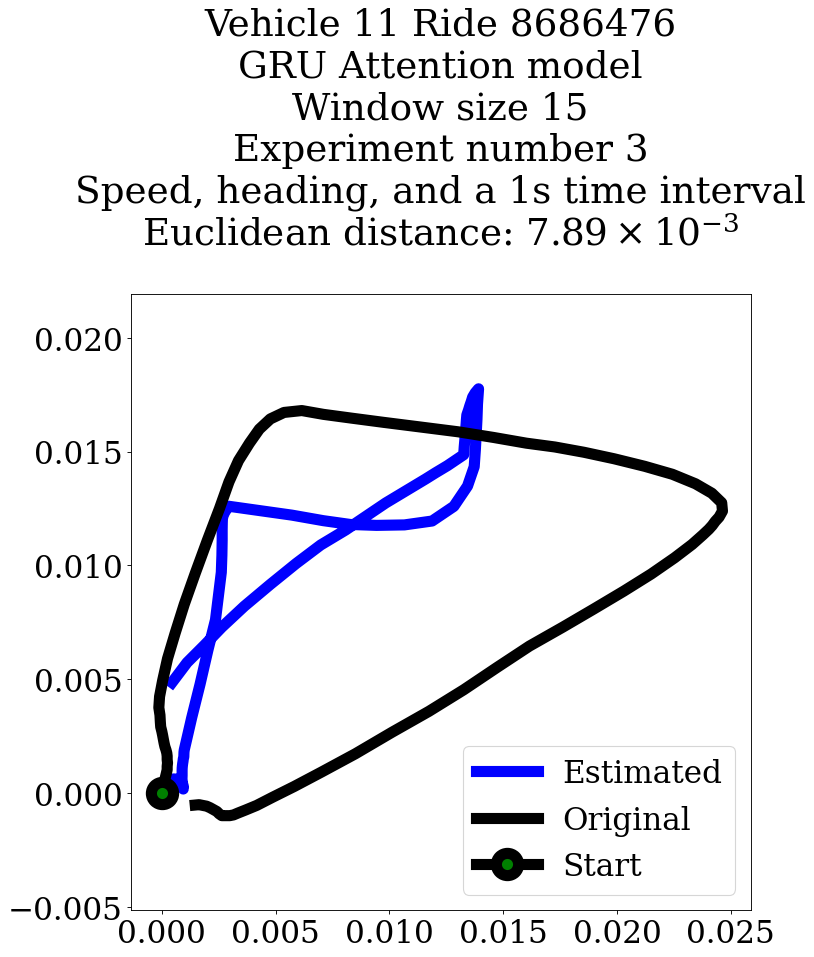 Vehicle 11 Ride 8686476
GRU Attention model
Window size 15
Experiment number 3
Speed, heading, and a 1s time interval
Euclidean distance: 7.89 × 10⁻³
0.020
0.015
0.010
0.005
0.000
−0.005
Estimated
Original
Start
0.000 0.005 0.010 0.015 0.020 0.025